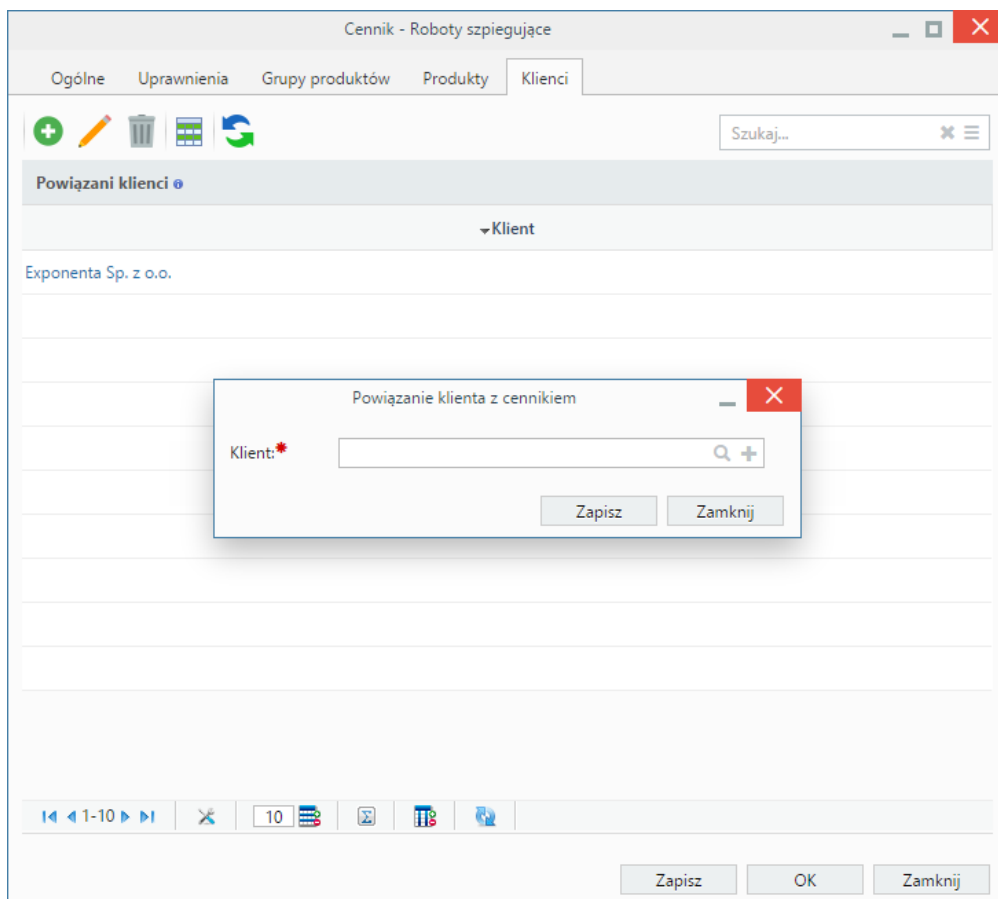 Cennik - Roboty szpiegujące
Ogólne Uprawnienia Grupy produktów Produkty Klienci
Szukaj...
Powiązani klienci
Klient
Exponenta Sp. z o.o.
Powiązanie klienta z cennikiem
Klient:*
Zapisz Zamknij
1-10 10
Zapisz OK Zamknij